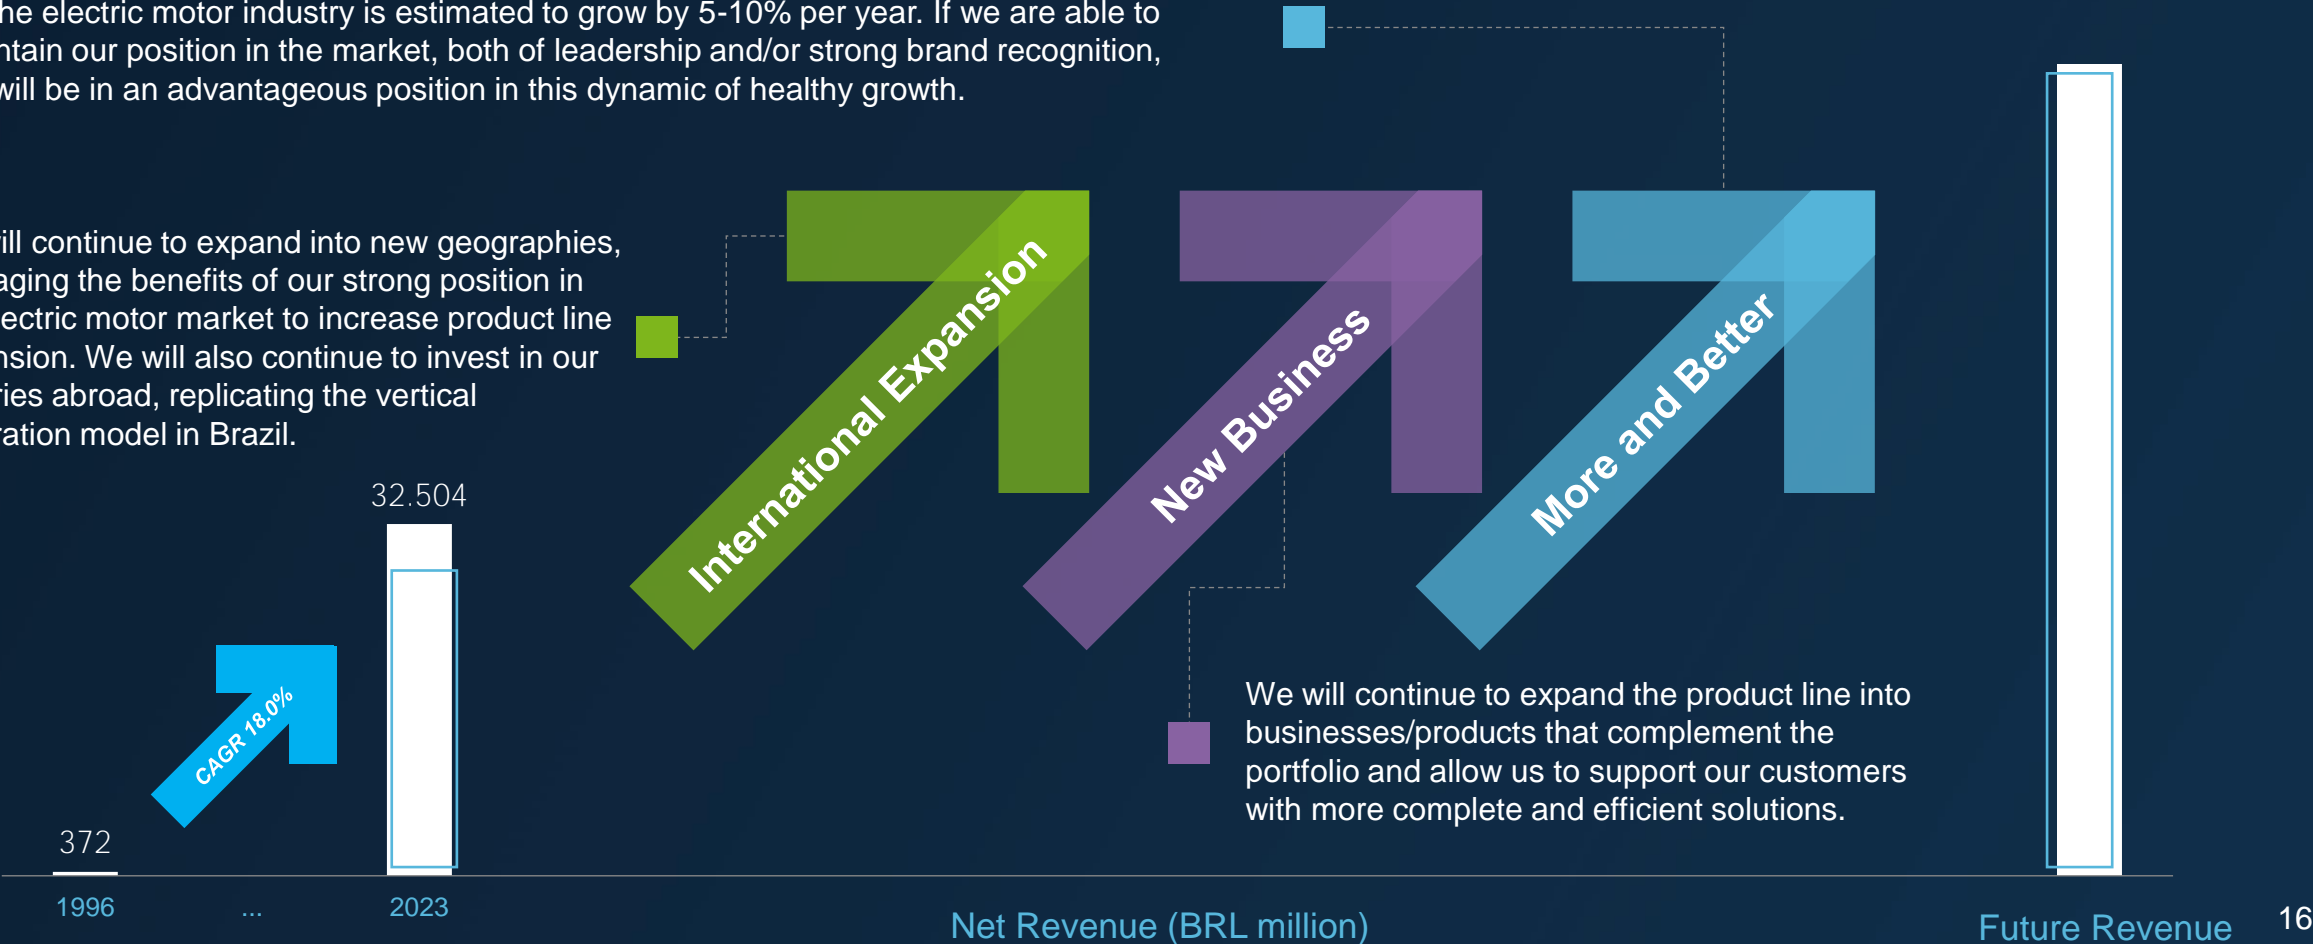 he electric motor industry is estimated to grow by 5-10% per year. If we are able to
ntain our position in the market, both of leadership and/or strong brand recognition,
will be in an advantageous position in this dynamic of healthy growth.
ill continue to expand into new geographies,
aging the benefits of our strong position in
lectric motor market to increase product line
nsion. We will also continue to invest in our
ries abroad, replicating the vertical
ration model in Brazil.
International Expansion
New Business
More and Better
We will continue to expand the product line into
businesses/products that complement the
portfolio and allow us to support our customers
with more complete and efficient solutions.
372
CAGR 18.0%
32.504
1996
...
2023
Net Revenue (BRL million)
Future Revenue
16